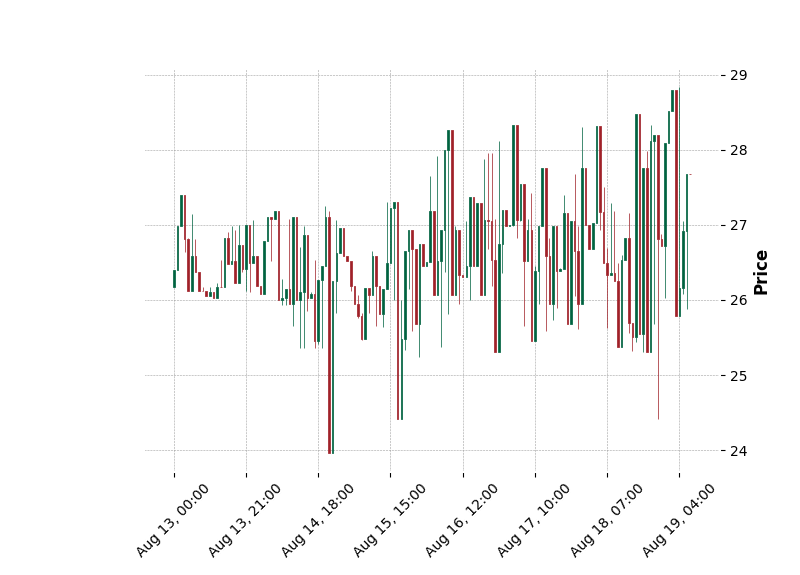 29
28
27
26
25
24
Price
Aug 13, 00:00
Aug 13, 21:00
Aug 14, 18:00
Aug 15, 15:00
Aug 16, 12:00
Aug 17, 10:00
Aug 18, 07:00
Aug 19, 04:00